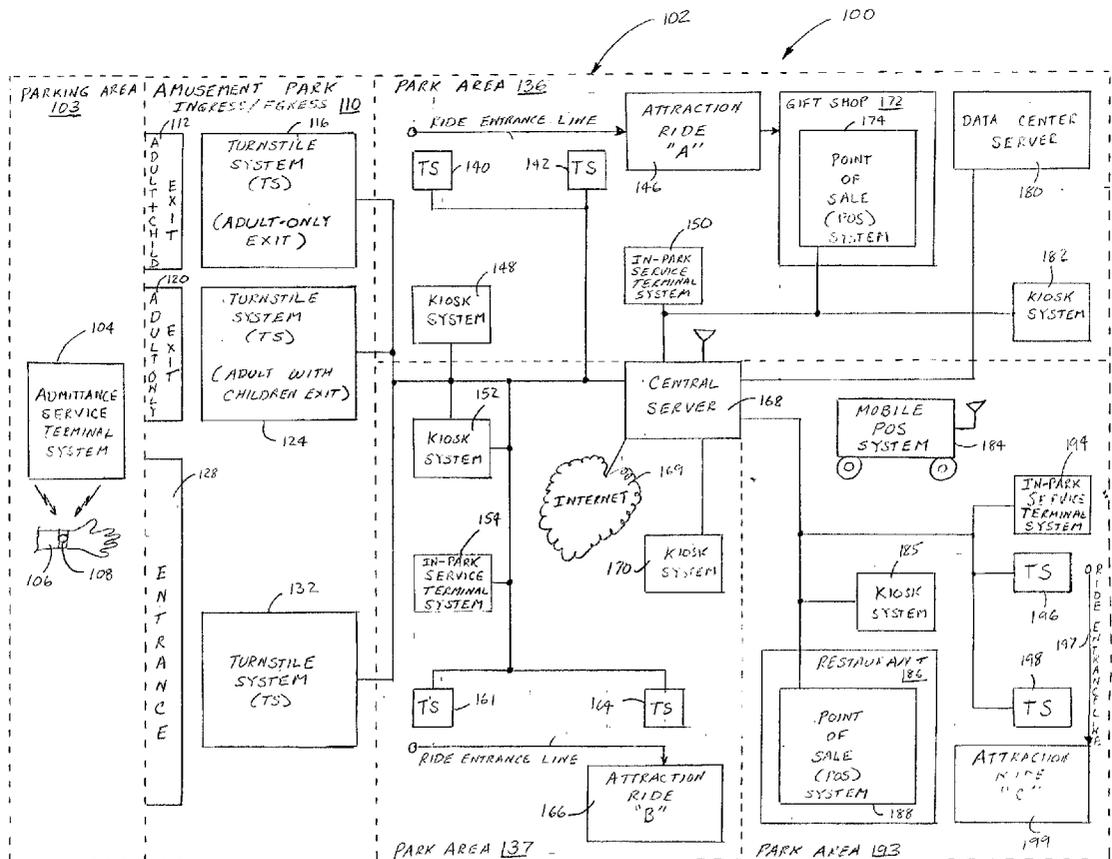 102
100
PARKING AREA
103
AMUSEMENT PARK
INGRESS/EGRESS 110
112
ADULT+CHILD
EXIT
116
TURNSTILE
SYSTEM
(TS)
(ADULT-ONLY
EXIT)
120
ADULT ONLY
EXIT
TURNSTILE
SYSTEM
(TS)
(ADULT WITH
CHILDREN EXIT)
124
104
ADMITTANCE
SERVICE
TERMINAL
SYSTEM
106
108
128
ENTRANCE
132
TURNSTILE
SYSTEM
(TS)
PARK AREA 136
RIDE ENTRANCE LINE
TS
140
142
TS
ATTRACTION
RIDE
"A"
146
GIFT SHOP 172
174
POINT
OF
SALE
(POS)
SYSTEM
DATA CENTER
SERVER
180
148
KIOSK
SYSTEM
150
IN-PARK
SERVICE
TERMINAL
SYSTEM
182
KIOSK
SYSTEM
152
KIOSK
SYSTEM
CENTRAL
SERVER
168
INTERNET
169
170
KIOSK
SYSTEM
154
IN-PARK
SERVICE
TERMINAL
SYSTEM
TS
161
164
TS
RIDE ENTRANCE LINE
166
ATTRACTION
RIDE
"B"
PARK AREA 137
MOBILE
POS
SYSTEM
184
194
IN-PARK
SERVICE
TERMINAL
SYSTEM
185
KIOSK
SYSTEM
TS
196
197
RIDE ENTRANCE LINE
198
TS
RESTAURANT
186
POINT
OF
SALE
(POS)
SYSTEM
188
ATTRACTION
RIDE
"C"
199
PARK AREA 193